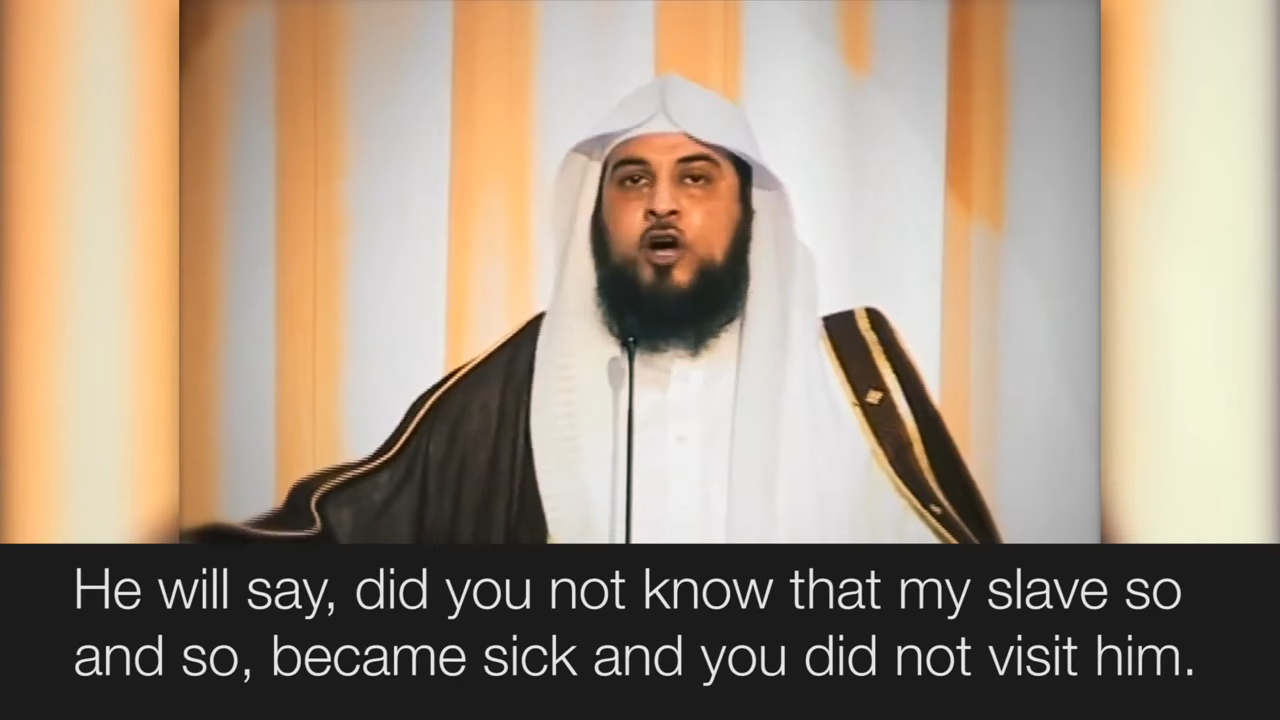 He will say, did you not know that my slave so
and so, became sick and you did not visit him.